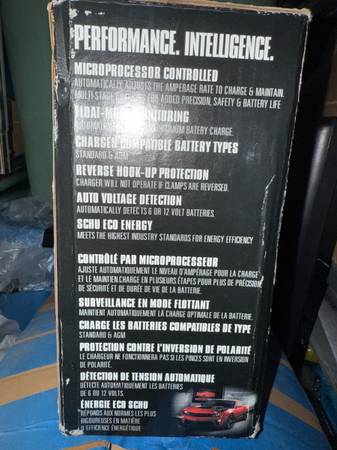 PERFORMANCE. INTELLIGENCE.
MICROPROCESSOR CONTROLLED
AUTOMATICALLY ADJUSTS THE AMPERAGE RATE TO CHARGE & MAINTAIN.
MULTI-STAGE FOR ADDED PRECISION, SAFETY & BATTERY LIFE
FLOAT-MODE MONITORING
BATERY CHARGE.
CHARGES COMPATIBLE BATTERY TYPES
STANDARD & AGM
REVERSE HOOK-UP PROTECTION
CHARGER WILL NOT OPERATE IF CLAMPS ARE REVERSED.
AUTO VOLTAGE DETECTION
AUTOMATICALLY DETECTS 6 OR 12 VOLT BATTERIES.
SCHU ECO ENERGY
MEETS THE HIGHEST INDUSTRY STANDARDS FOR ENERGY EFFICIENCY
CONTRÔLÉ PAR MICROPROCESSEUR
AJUSTE AUTOMATIQUEMENT LE NIVEAU D'AMPÉRAGE POUR LA CHARGE
ET LE MAINTIEN CHARGE EN PLUSIEURS ÉTAPES POUR PLUS DE PRÉCISION,
DE SÉCURITÉ ET DE DURÉE DE VIE DE LA BATTERIE.
SURVEILLANCE EN MODE FLOTTANT
MAINTIENT AUTOMATIQUEMENT LA CHARGE OPTIMALE DE LA BATTERIE
CHARGE LES BATTERIES COMPATIBLES DE TYPE
STANDARD & AGM
PROTECTION CONTRE L'INVERSION DE POLARITÉ
LE CHARGEUR NE FONCTIONNERA PAS SI LES PINCES SONT EN INVERSION
DE POLARITÉ.
DÉTECTION DE TENSION AUTOMATIQUE
DÉTECTE AUTOMATIQUEMENT LES BATTERIES
DE 6 OU 12 VOLTS.
ÉNERGIE ECO SCHU
RÉPONDS AUX NORMES LES PLUS
RIGOUREUSES EN MATIÈRE
D'EFFICIENCE ÉNERGÉTIQUE